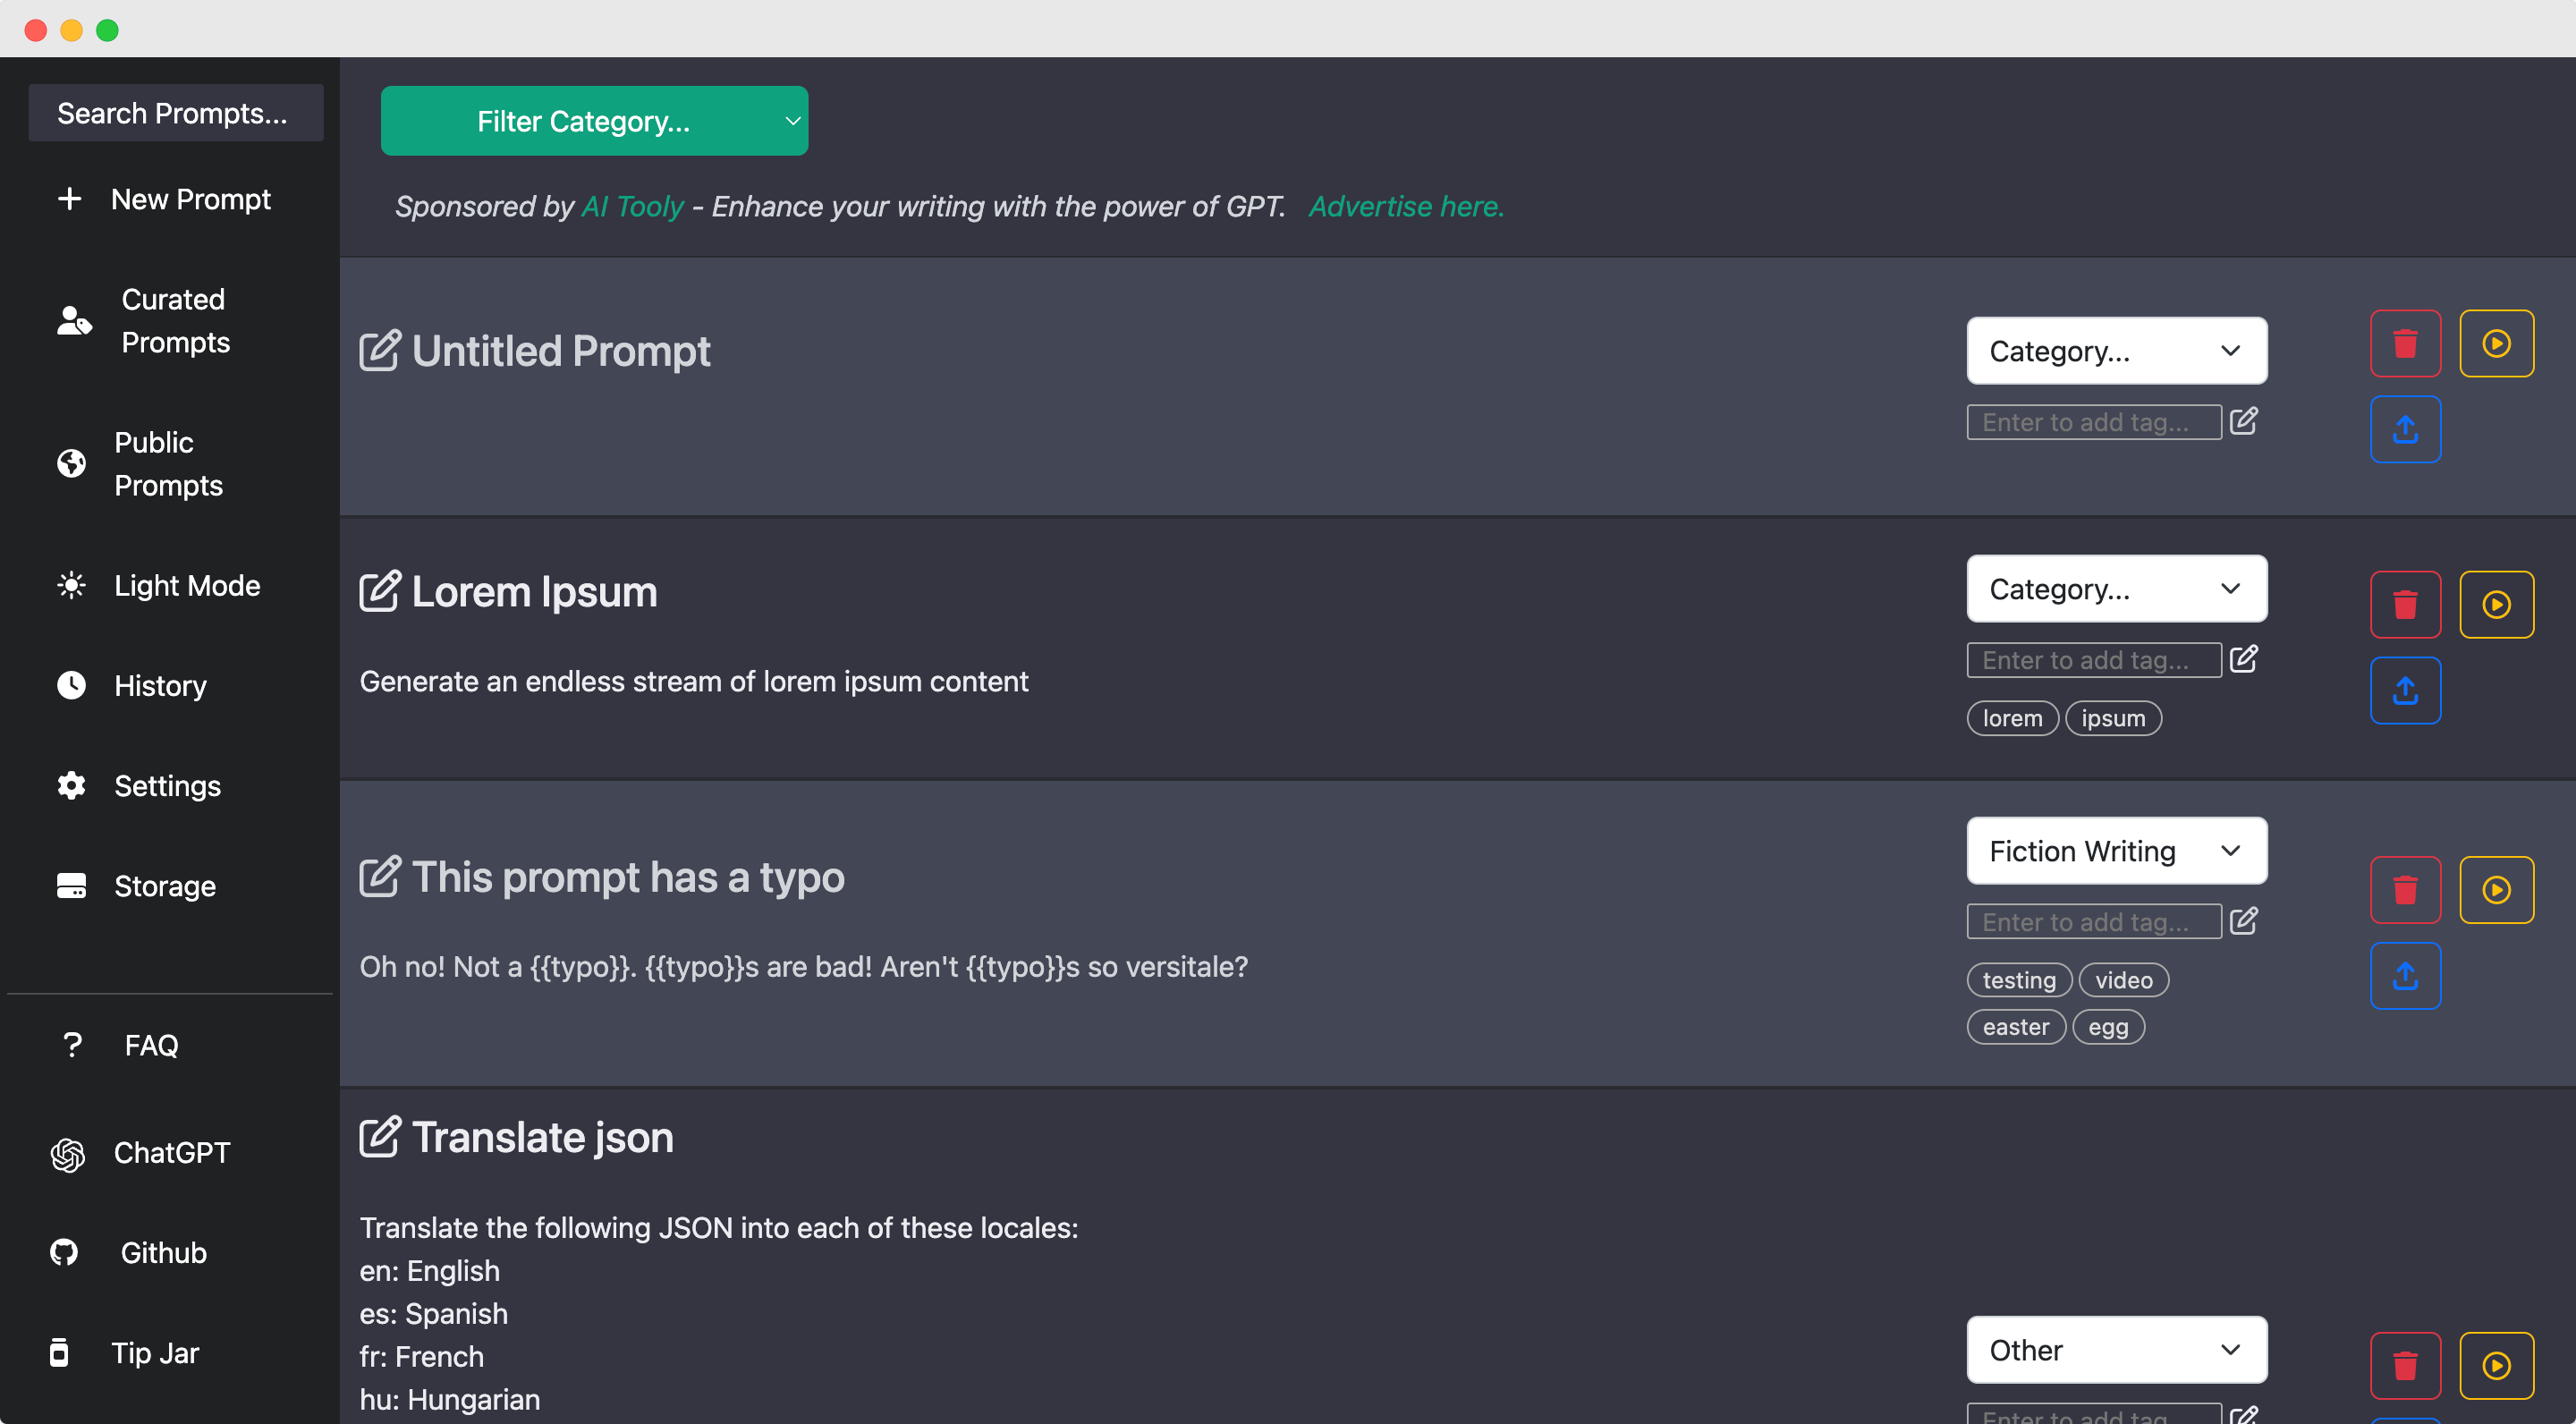 Search Prompts...
New Prompt
Curated
Prompts
Public
Prompts
Light Mode
History
Settings
Storage
FAQ
ChatGPT
Github
Tip Jar
Filter Category...
Sponsored by AI Tooly - Enhance your writing with the power of GPT. Advertise here.
Untitled Prompt
Category...
Enter to add tag...
Lorem Ipsum
Generate an endless stream of lorem ipsum content
Category...
Enter to add tag...
lorem ipsum
This prompt has a typo
Oh no! Not a {{typo}}. {{typo}}s are bad! Aren't {{typo}}s so versitale?
Fiction Writing
Enter to add tag...
testing video
easter egg
Translate json
Translate the following JSON into each of these locales:
en: English
es: Spanish
fr: French
hu: Hungarian
Other
Enter to add tag...